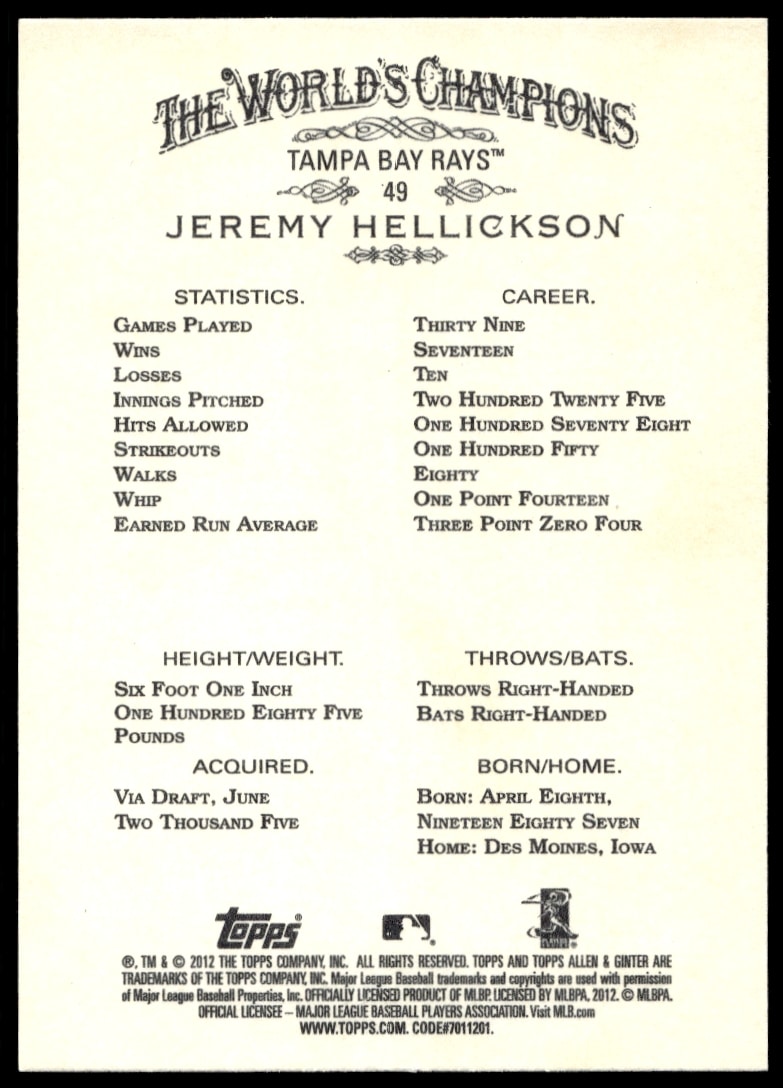 THE WORLD'S CHAMPIONS
TAMPA BAY RAYS™
49
JEREMY HELLICKSON
STATISTICS. CAREER.
GAMES PLAYED THIRTY NINE
WINS SEVENTEEN
LOSSES TEN
INNINGS PITCHED TWO HUNDRED TWENTY FIVE
HITS ALLOWED ONE HUNDRED SEVENTY EIGHT
STRIKEOUTS ONE HUNDRED FIFTY
WALKS EIGHTY
WHIP ONE POINT FOURTEEN
EARNED RUN AVERAGE THREE POINT ZERO FOUR
HEIGHT/WEIGHT.
SIX FOOT ONE INCH
ONE HUNDRED EIGHTY FIVE
POUNDS
THROWS/BATS.
THROWS RIGHT-HANDED
BATS RIGHT-HANDED
ACQUIRED.
VIA DRAFT, JUNE
TWO THOUSAND FIVE
BORN/HOME.
BORN: APRIL EIGHTH,
NINETEEN EIGHTY SEVEN
HOME: DES MOINES, IOWA
topps®
®, TM & © 2012 THE TOPPS COMPANY, INC. ALL RIGHTS RESERVED. TOPPS AND TOPPS ALLEN & GINTER ARE
TRADEMARKS OF THE TOPPS COMPANY, INC. Major League Baseball trademarks and copyrights are used with permission
of Major League Baseball Properties, Inc. OFFICIALLY LICENSED PRODUCT OF MLBP. LICENSED BY MLBPA, 2012. © MLBPA.
OFFICIAL LICENSEE – MAJOR LEAGUE BASEBALL PLAYERS ASSOCIATION. Visit MLB.com
WWW.TOPPS.COM. CODE#7011201.